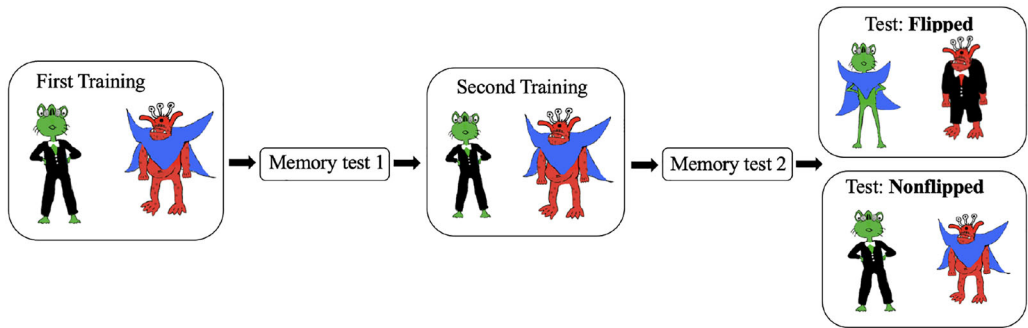 First Training
Memory test 1
Second Training
Memory test 2
Test: Flipped
Test: Nonflipped